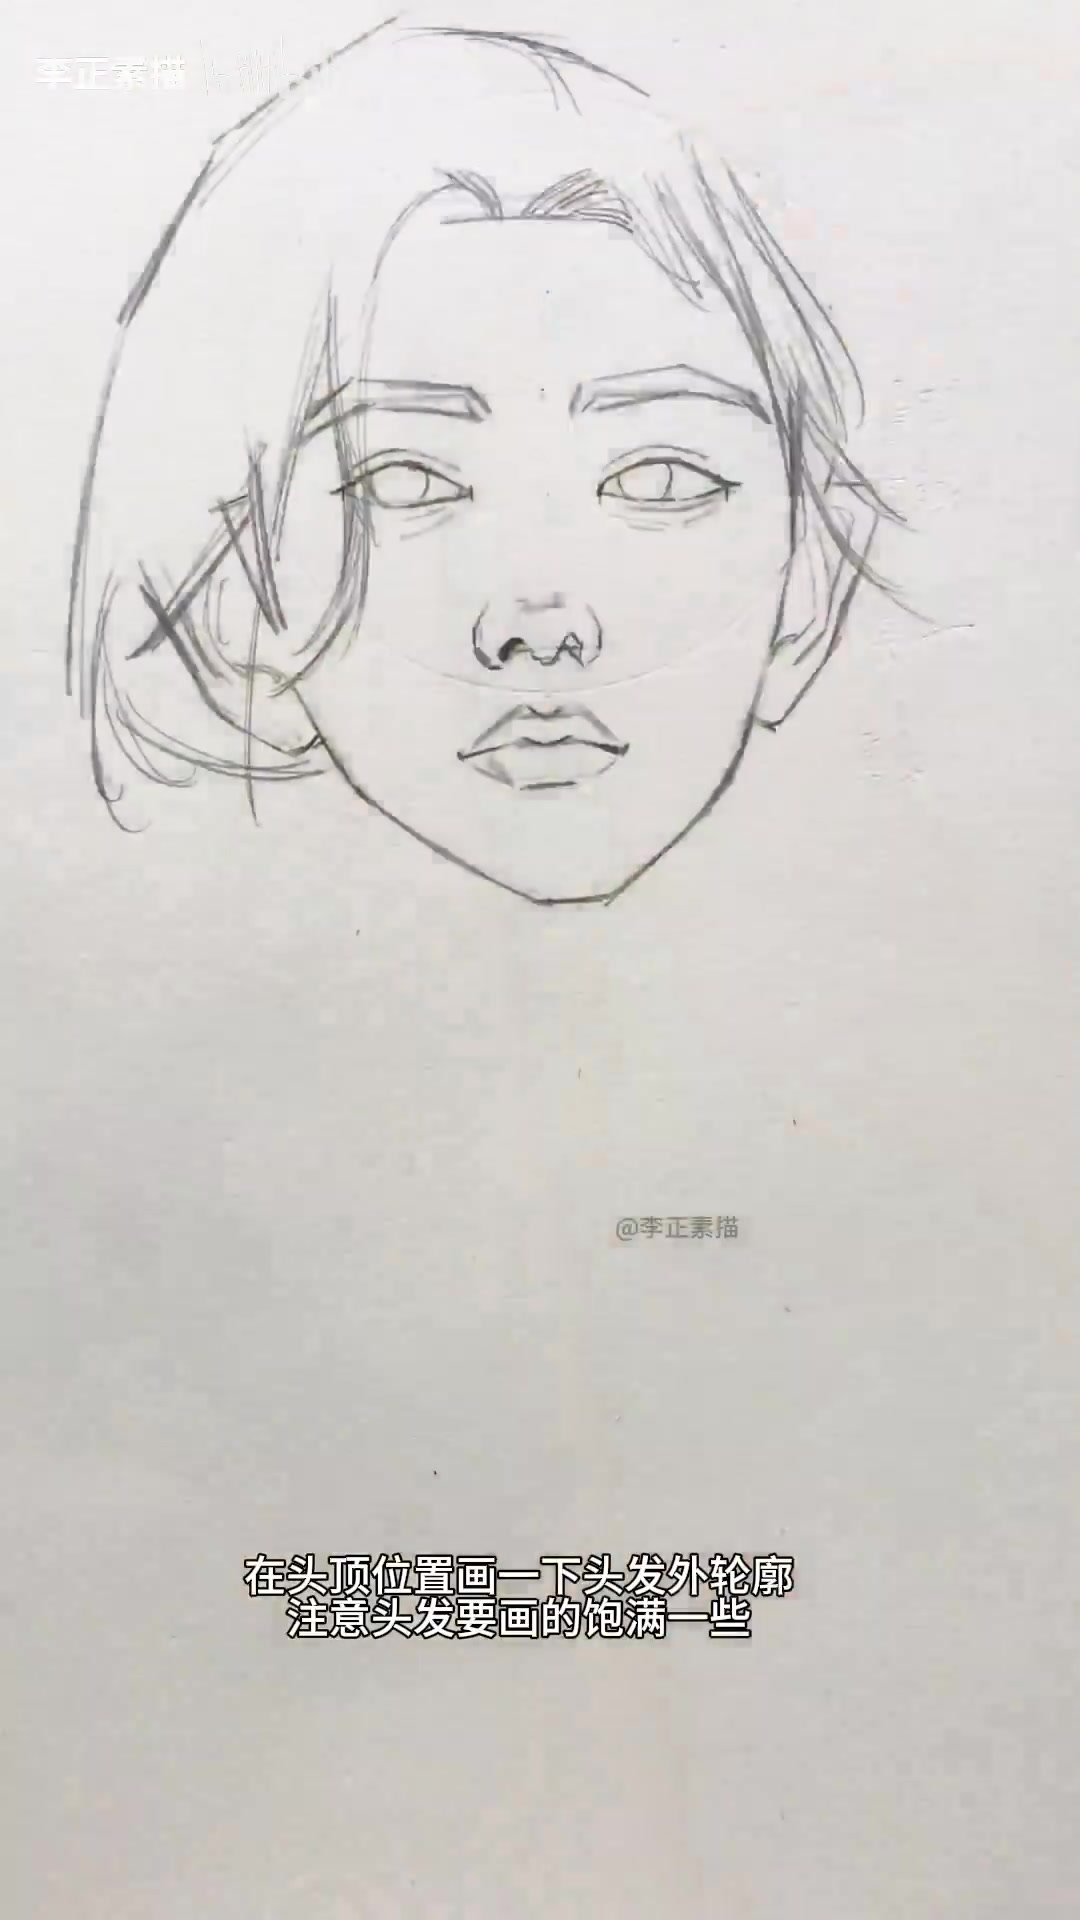 李正素描
@李正素描
在头顶位置画一下头发外轮廓
注意头发要画的饱满一些